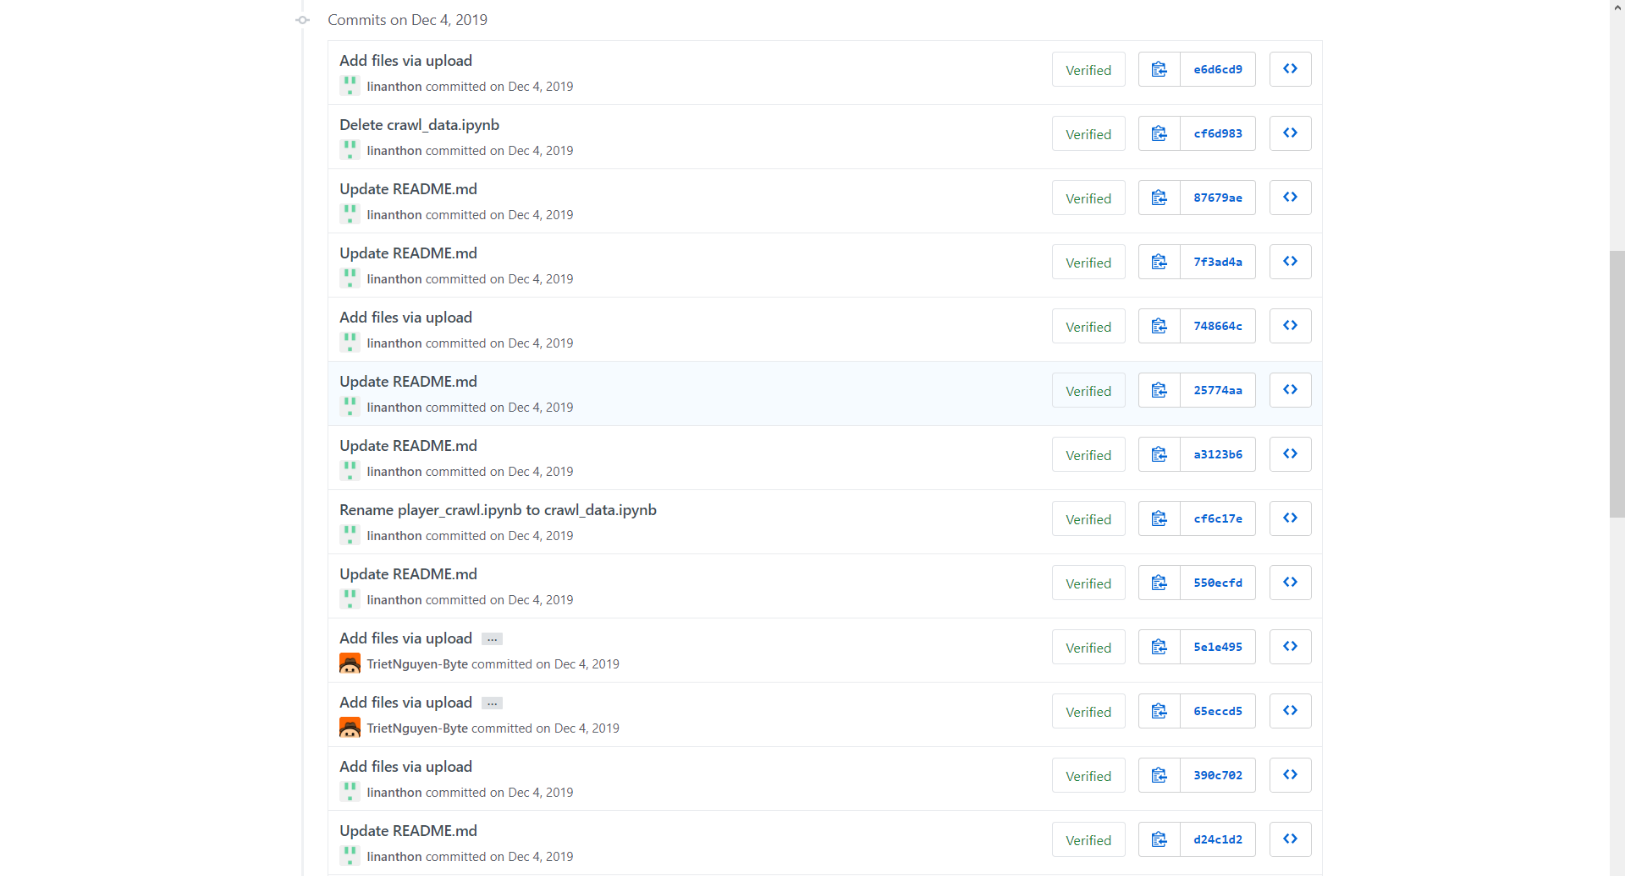 Commits on Dec 4, 2019
Add files via upload
linanthon committed on Dec 4, 2019
Verified
e6d6cd9
Delete crawl_data.ipynb
linanthon committed on Dec 4, 2019
Verified
cf6d983
Update README.md
linanthon committed on Dec 4, 2019
Verified
87679ae
Update README.md
linanthon committed on Dec 4, 2019
Verified
7f3ad4a
Add files via upload
linanthon committed on Dec 4, 2019
Verified
748664c
Update README.md
linanthon committed on Dec 4, 2019
Verified
25774aa
Update README.md
linanthon committed on Dec 4, 2019
Verified
a3123b6
Rename player_crawl.ipynb to crawl_data.ipynb
linanthon committed on Dec 4, 2019
Verified
cf6c17e
Update README.md
linanthon committed on Dec 4, 2019
Verified
550ecfd
Add files via upload ...
TrietNguyen-Byte committed on Dec 4, 2019
Verified
5e1e495
Add files via upload ...
TrietNguyen-Byte committed on Dec 4, 2019
Verified
65eccd5
Add files via upload
linanthon committed on Dec 4, 2019
Verified
390c702
Update README.md
linanthon committed on Dec 4, 2019
Verified
d24c1d2